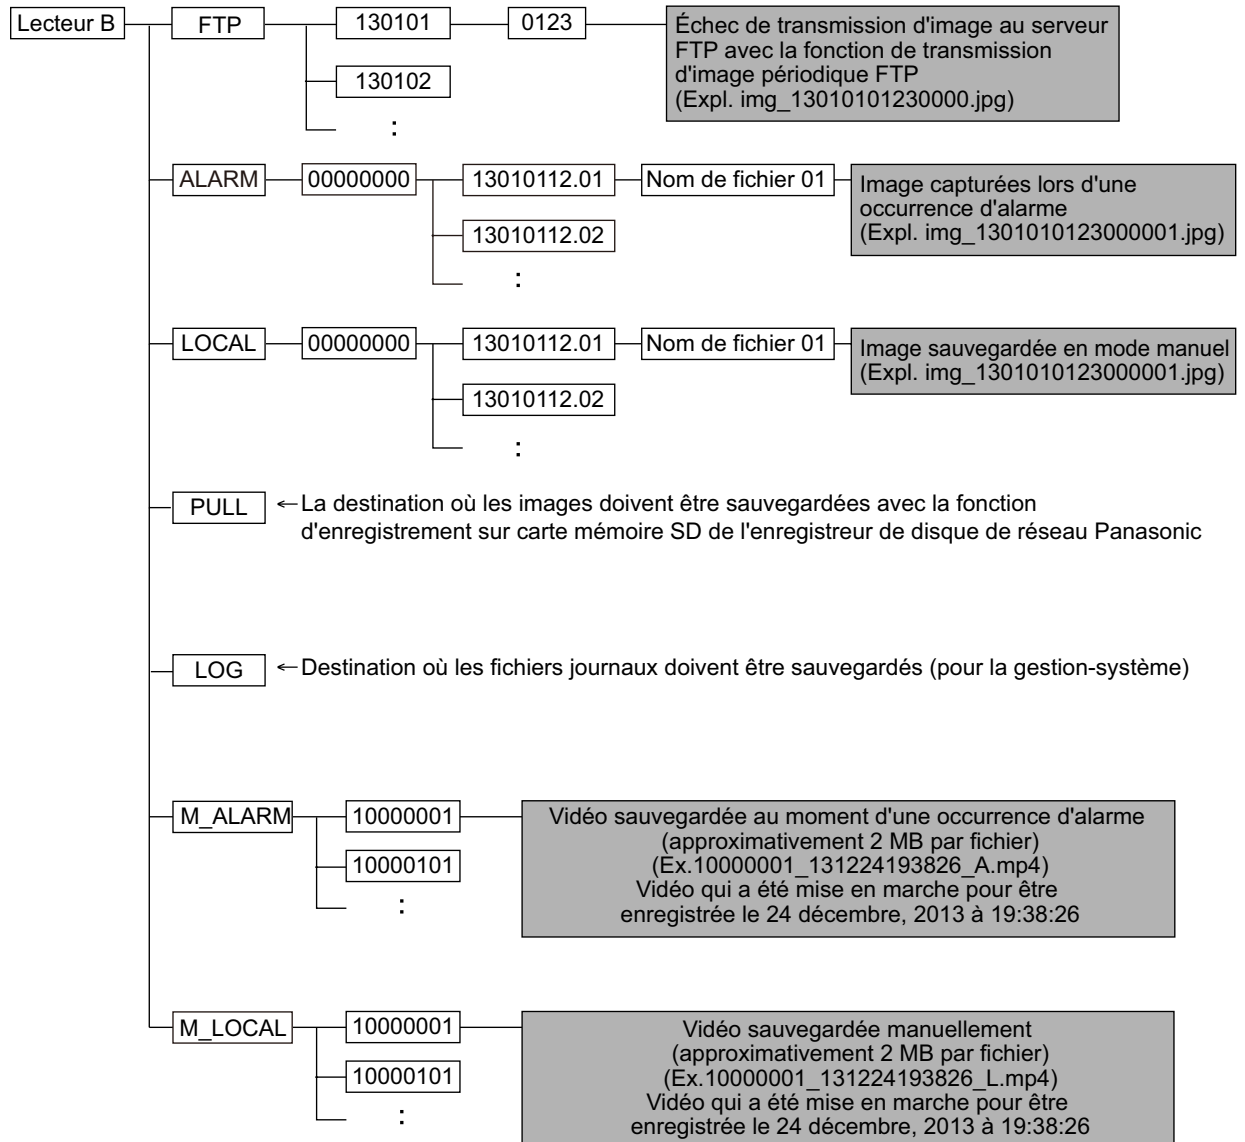 Lecteur B
FTP
130101
0123
Échec de transmission d'image au serveur
FTP avec la fonction de transmission
d'image périodique FTP
(Expl. img_13010101230000.jpg)
130102
:
ALARM
00000000
13010112.01
Nom de fichier 01
Image capturées lors d'une
occurrence d'alarme
(Expl. img_1301010123000001.jpg)
13010112.02
:
LOCAL
00000000
13010112.01
Nom de fichier 01
Image sauvegardée en mode manuel
(Expl. img_1301010123000001.jpg)
13010112.02
:
PULL
←La destination où les images doivent être sauvegardées avec la fonction
d'enregistrement sur carte mémoire SD de l'enregistreur de disque de réseau Panasonic
LOG
←Destination où les fichiers journaux doivent être sauvegardés (pour la gestion-système)
M_ALARM
10000001
Vidéo sauvegardée au moment d'une occurrence d'alarme
(approximativement 2 MB par fichier)
(Ex.10000001_131224193826_A.mp4)
Vidéo qui a été mise en marche pour être
enregistrée le 24 décembre, 2013 à 19:38:26
10000101
:
M_LOCAL
10000001
Vidéo sauvegardée manuellement
(approximativement 2 MB par fichier)
(Ex.10000001_131224193826_L.mp4)
Vidéo qui a été mise en marche pour être
enregistrée le 24 décembre, 2013 à 19:38:26
10000101
: